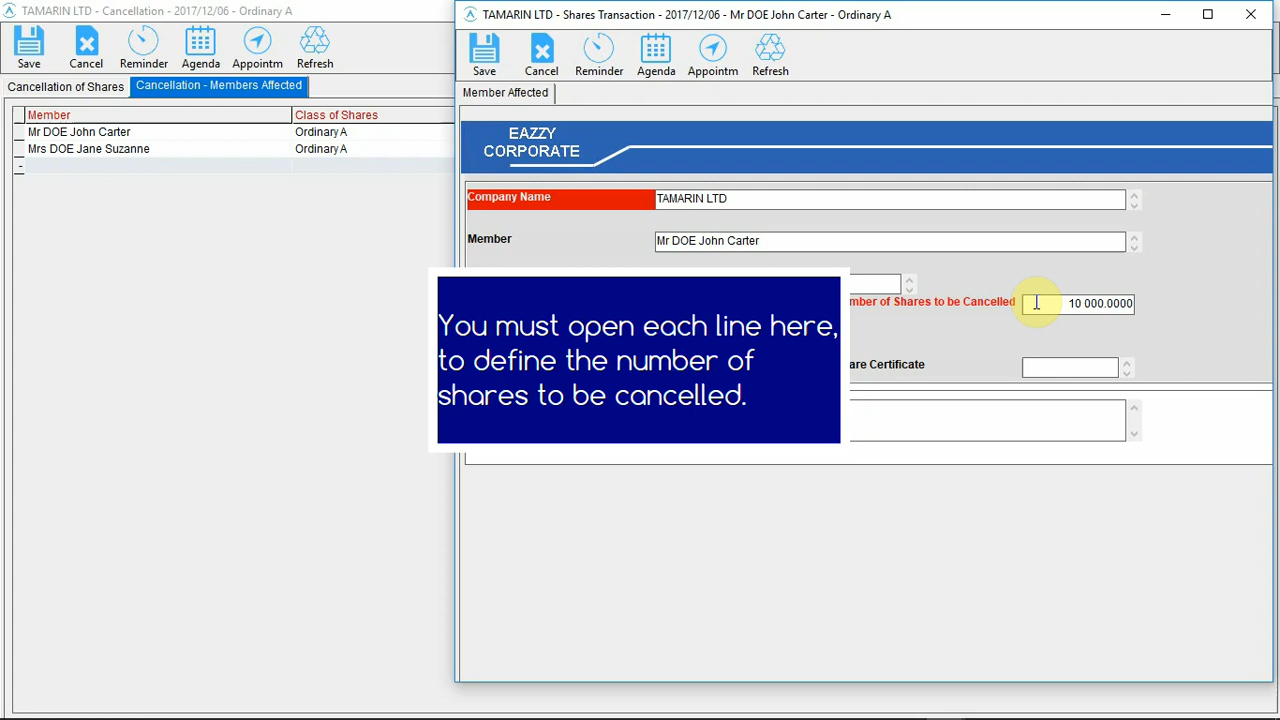 TAMARIN LTD - Cancellation - 2017/12/06 - Ordinary A
Save Cancel Reminder Agenda Appointm Refresh
Cancellation of Shares Cancellation - Members Affected
Member Class of Shares
Mr DOE John Carter Ordinary A
Mrs DOE Jane Suzanne Ordinary A
TAMARIN LTD - Shares Transaction - 2017/12/06 - Mr DOE John Carter - Ordinary A
Save Cancel Reminder Agenda Appointm Refresh
Member Affected
EAZZY
CORPORATE
Company Name TAMARIN LTD
Member Mr DOE John Carter
mber of Shares to be Cancelled 10 000.0000
are Certificate
You must open each line here,
to define the number of
shares to be cancelled.